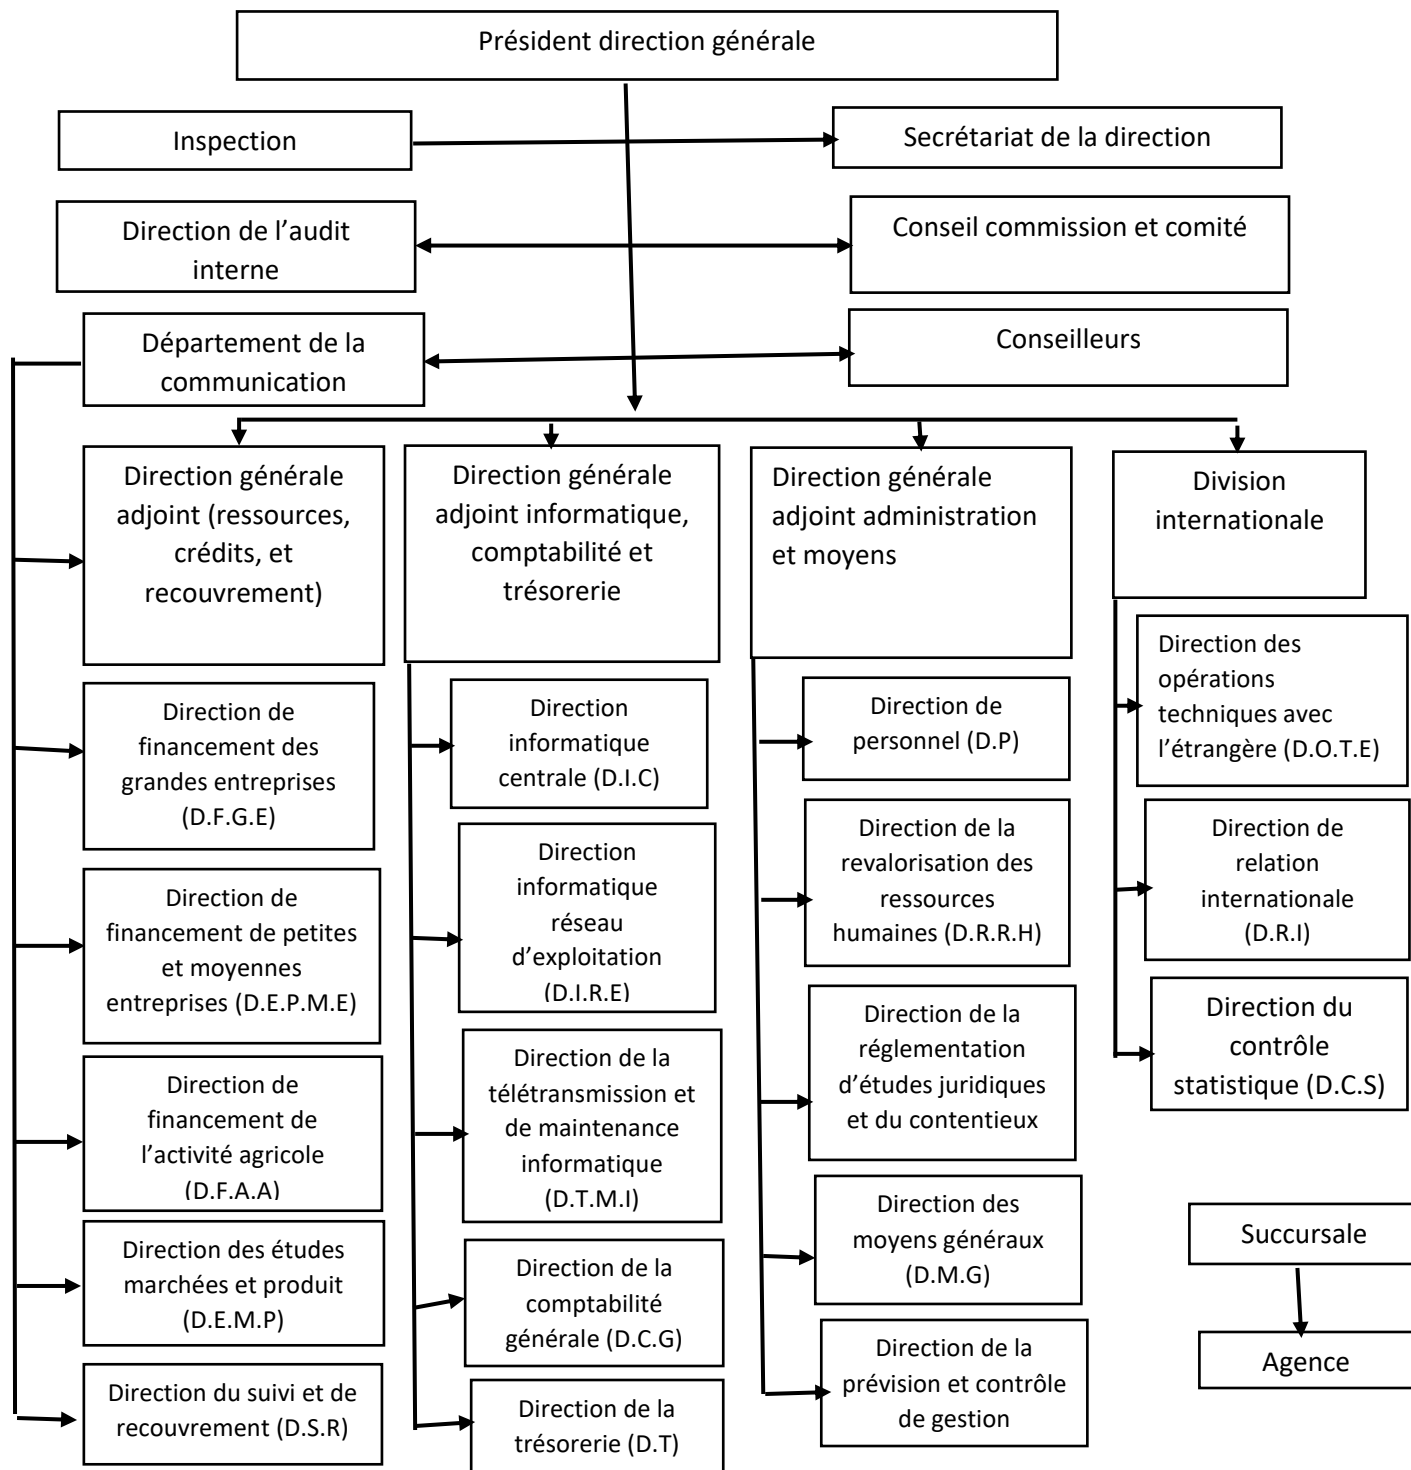 Président direction générale
Inspection
Secrétariat de la direction
Direction de l’audit
interne
Conseil commission et comité
Département de la
communication
Conseilleurs
Direction générale
adjoint (ressources,
crédits, et
recouvrement)
Direction générale
adjoint informatique,
comptabilité et
trésorerie
Direction générale
adjoint administration
et moyens
Division
internationale
Direction de
financement des
grandes entreprises
(D.F.G.E)
Direction de
financement de petites
et moyennes
entreprises (D.E.P.M.E)
Direction de
financement de
l’activité agricole
(D.F.A.A)
Direction des études
marchées et produit
(D.E.M.P)
Direction du suivi et de
recouvrement (D.S.R)
Direction
informatique
centrale (D.I.C)
Direction
informatique
réseau
d’exploitation
(D.I.R.E)
Direction de la
télétransmission et
de maintenance
informatique
(D.T.M.I)
Direction de la
comptabilité
générale (D.C.G)
Direction de la
trésorerie (D.T)
Direction de
personnel (D.P)
Direction de la
revalorisation des
ressources
humaines (D.R.R.H)
Direction de la
réglementation
d’études juridiques
et du contentieux
Direction des
moyens généraux
(D.M.G)
Direction de la
prévision et contrôle
de gestion
Direction des
opérations
techniques avec
l’étrangère (D.O.T.E)
Direction de
relation
internationale
(D.R.I)
Direction du
contrôle
statistique (D.C.S)
Succursale
Agence